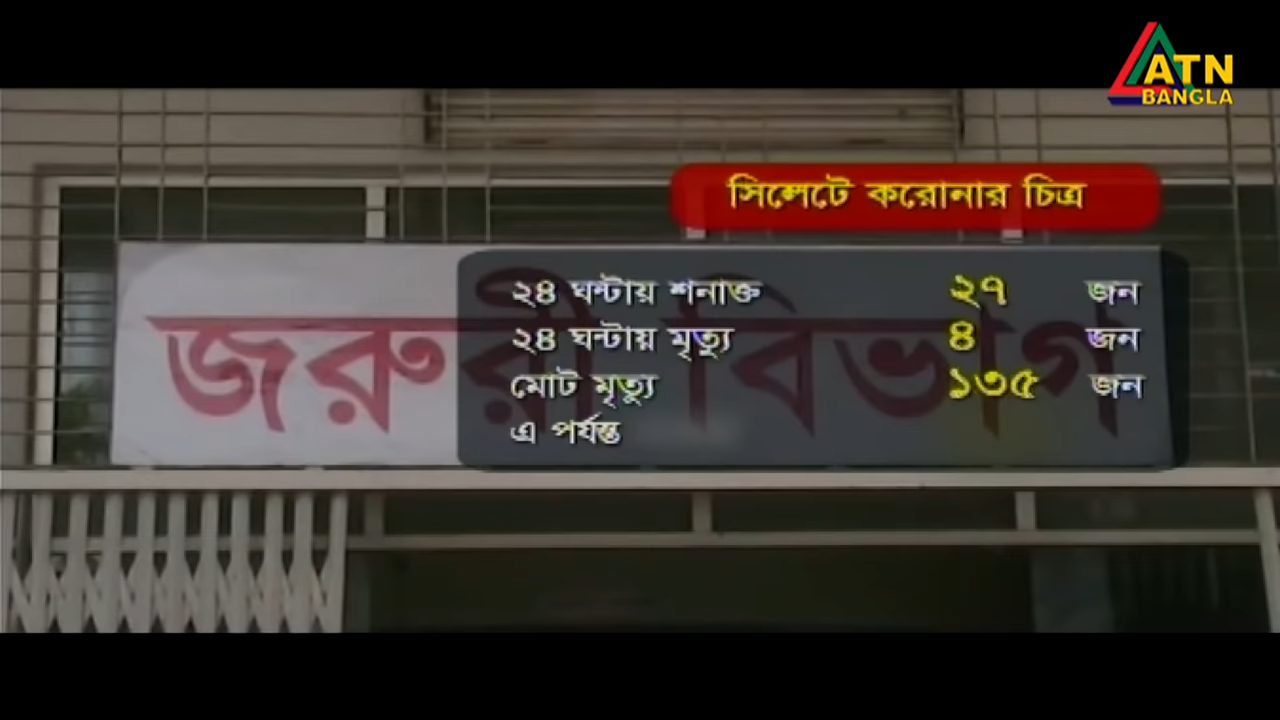 ATN
BANGLA
সিলেটে করোনার চিত্র
২৪ ঘন্টায় শনাক্ত ২৭ জন
২৪ ঘন্টায় মৃত্যু ৪ জন
মোট মৃত্যু ১৩৫ জন
এ পর্যন্ত
জরুরী বিভাগ